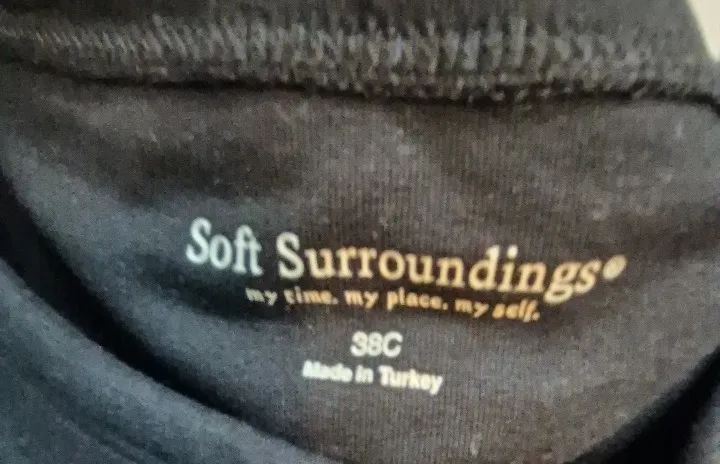 Soft Surroundings®
my time. my place. my self.
38C
Made in Turkey